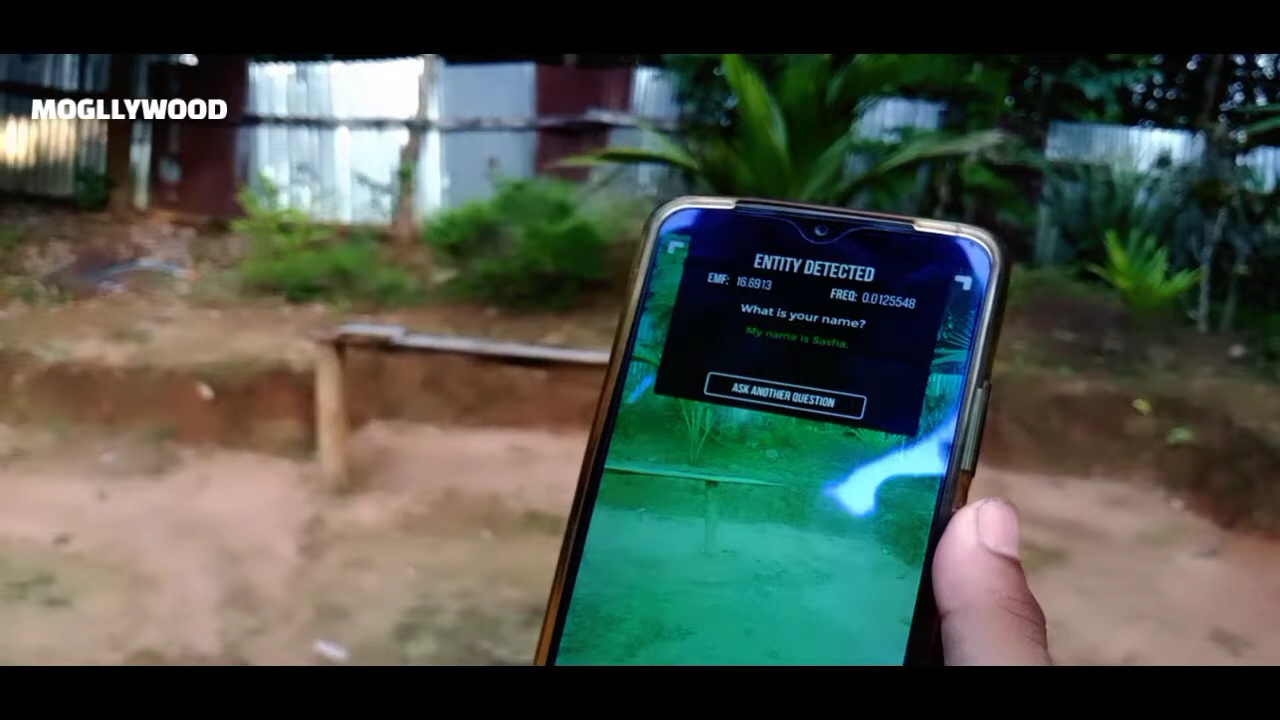 MOGLLYWOOD
ENTITY DETECTED
EMF: 16.6913 FREQ: 0.0125548
What is your name?
My name is Sasha.
ASK ANOTHER QUESTION